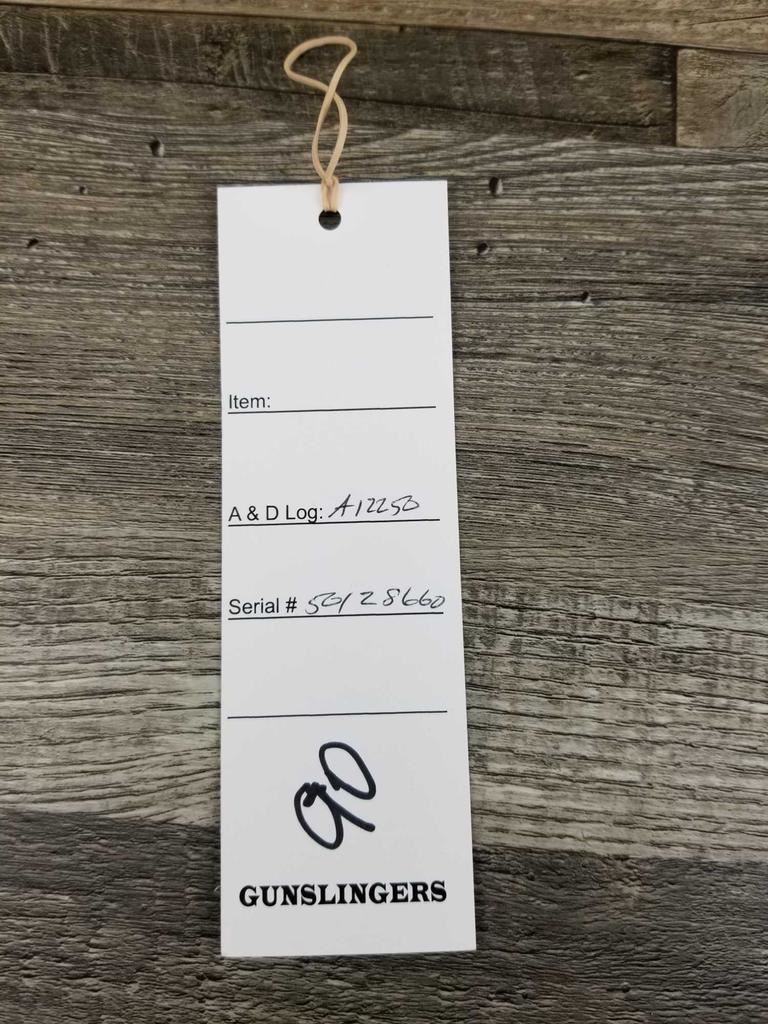 Item:
A & D Log: A12250
Serial # 50128660
90
GUNSLINGERS